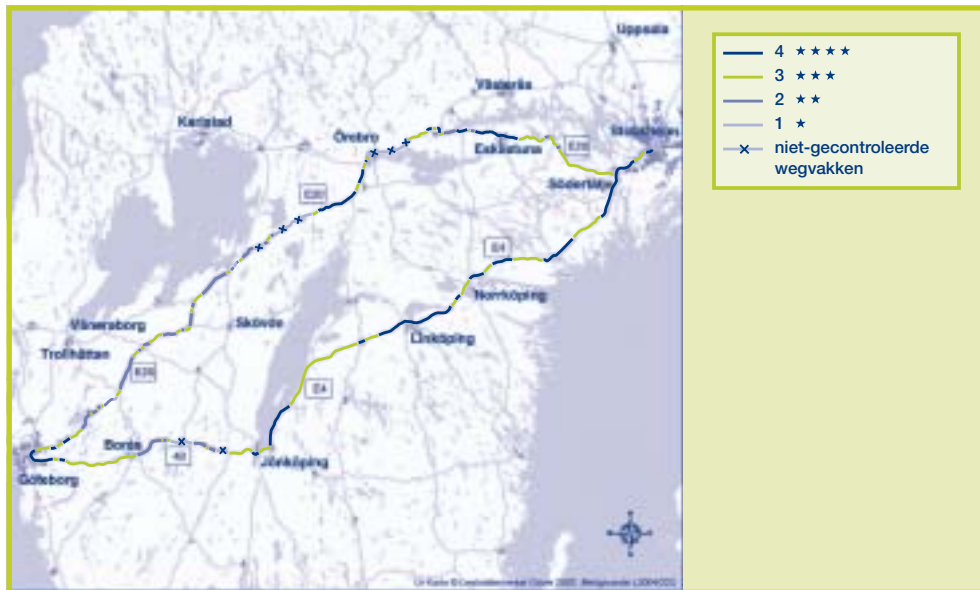 Uppsala
Västerås
Karlstad
Örebro
Stockholm
Eskilstuna
E20
Södertälje
E20
E4
Norrköping
Vänersborg
Skövde
Linköping
Trollhättan
E20
E4
Borås
40
Jönköping
Göteborg
4 ★★★★
3 ★★★
2 ★★
1 ★
niet-gecontroleerde
wegvakken